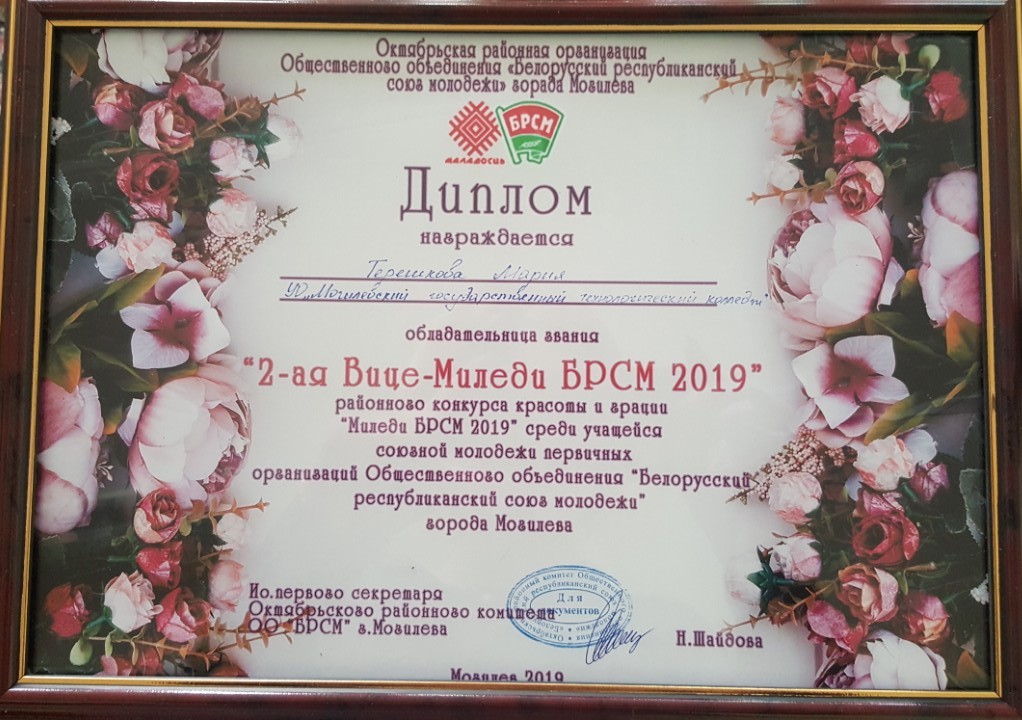 Октябрьская районная организация
Общественного объединения «Белорусский республиканский
союз молодежи» города Могилева
МАЛАДОСЦЬ
БРСМ
Диплом
награждается
Терешкова Мария
УО „Могилевский государственный технологический колледж"
обладательница звания
“2-ая Вице-Миледи БРСМ 2019”
районного конкурса красоты и грации
“Миледи БРСМ 2019” среди учащейся
союзной молодежи первичных
организаций Общественного объединения “Белорусский
республиканский союз молодежи”
города Могилева
Ио.первого секретаря
Октябрьского районного комитета
ОО “БРСМ” г.Могилева
Для
документов
Н.Шайдова
Могилев 2019